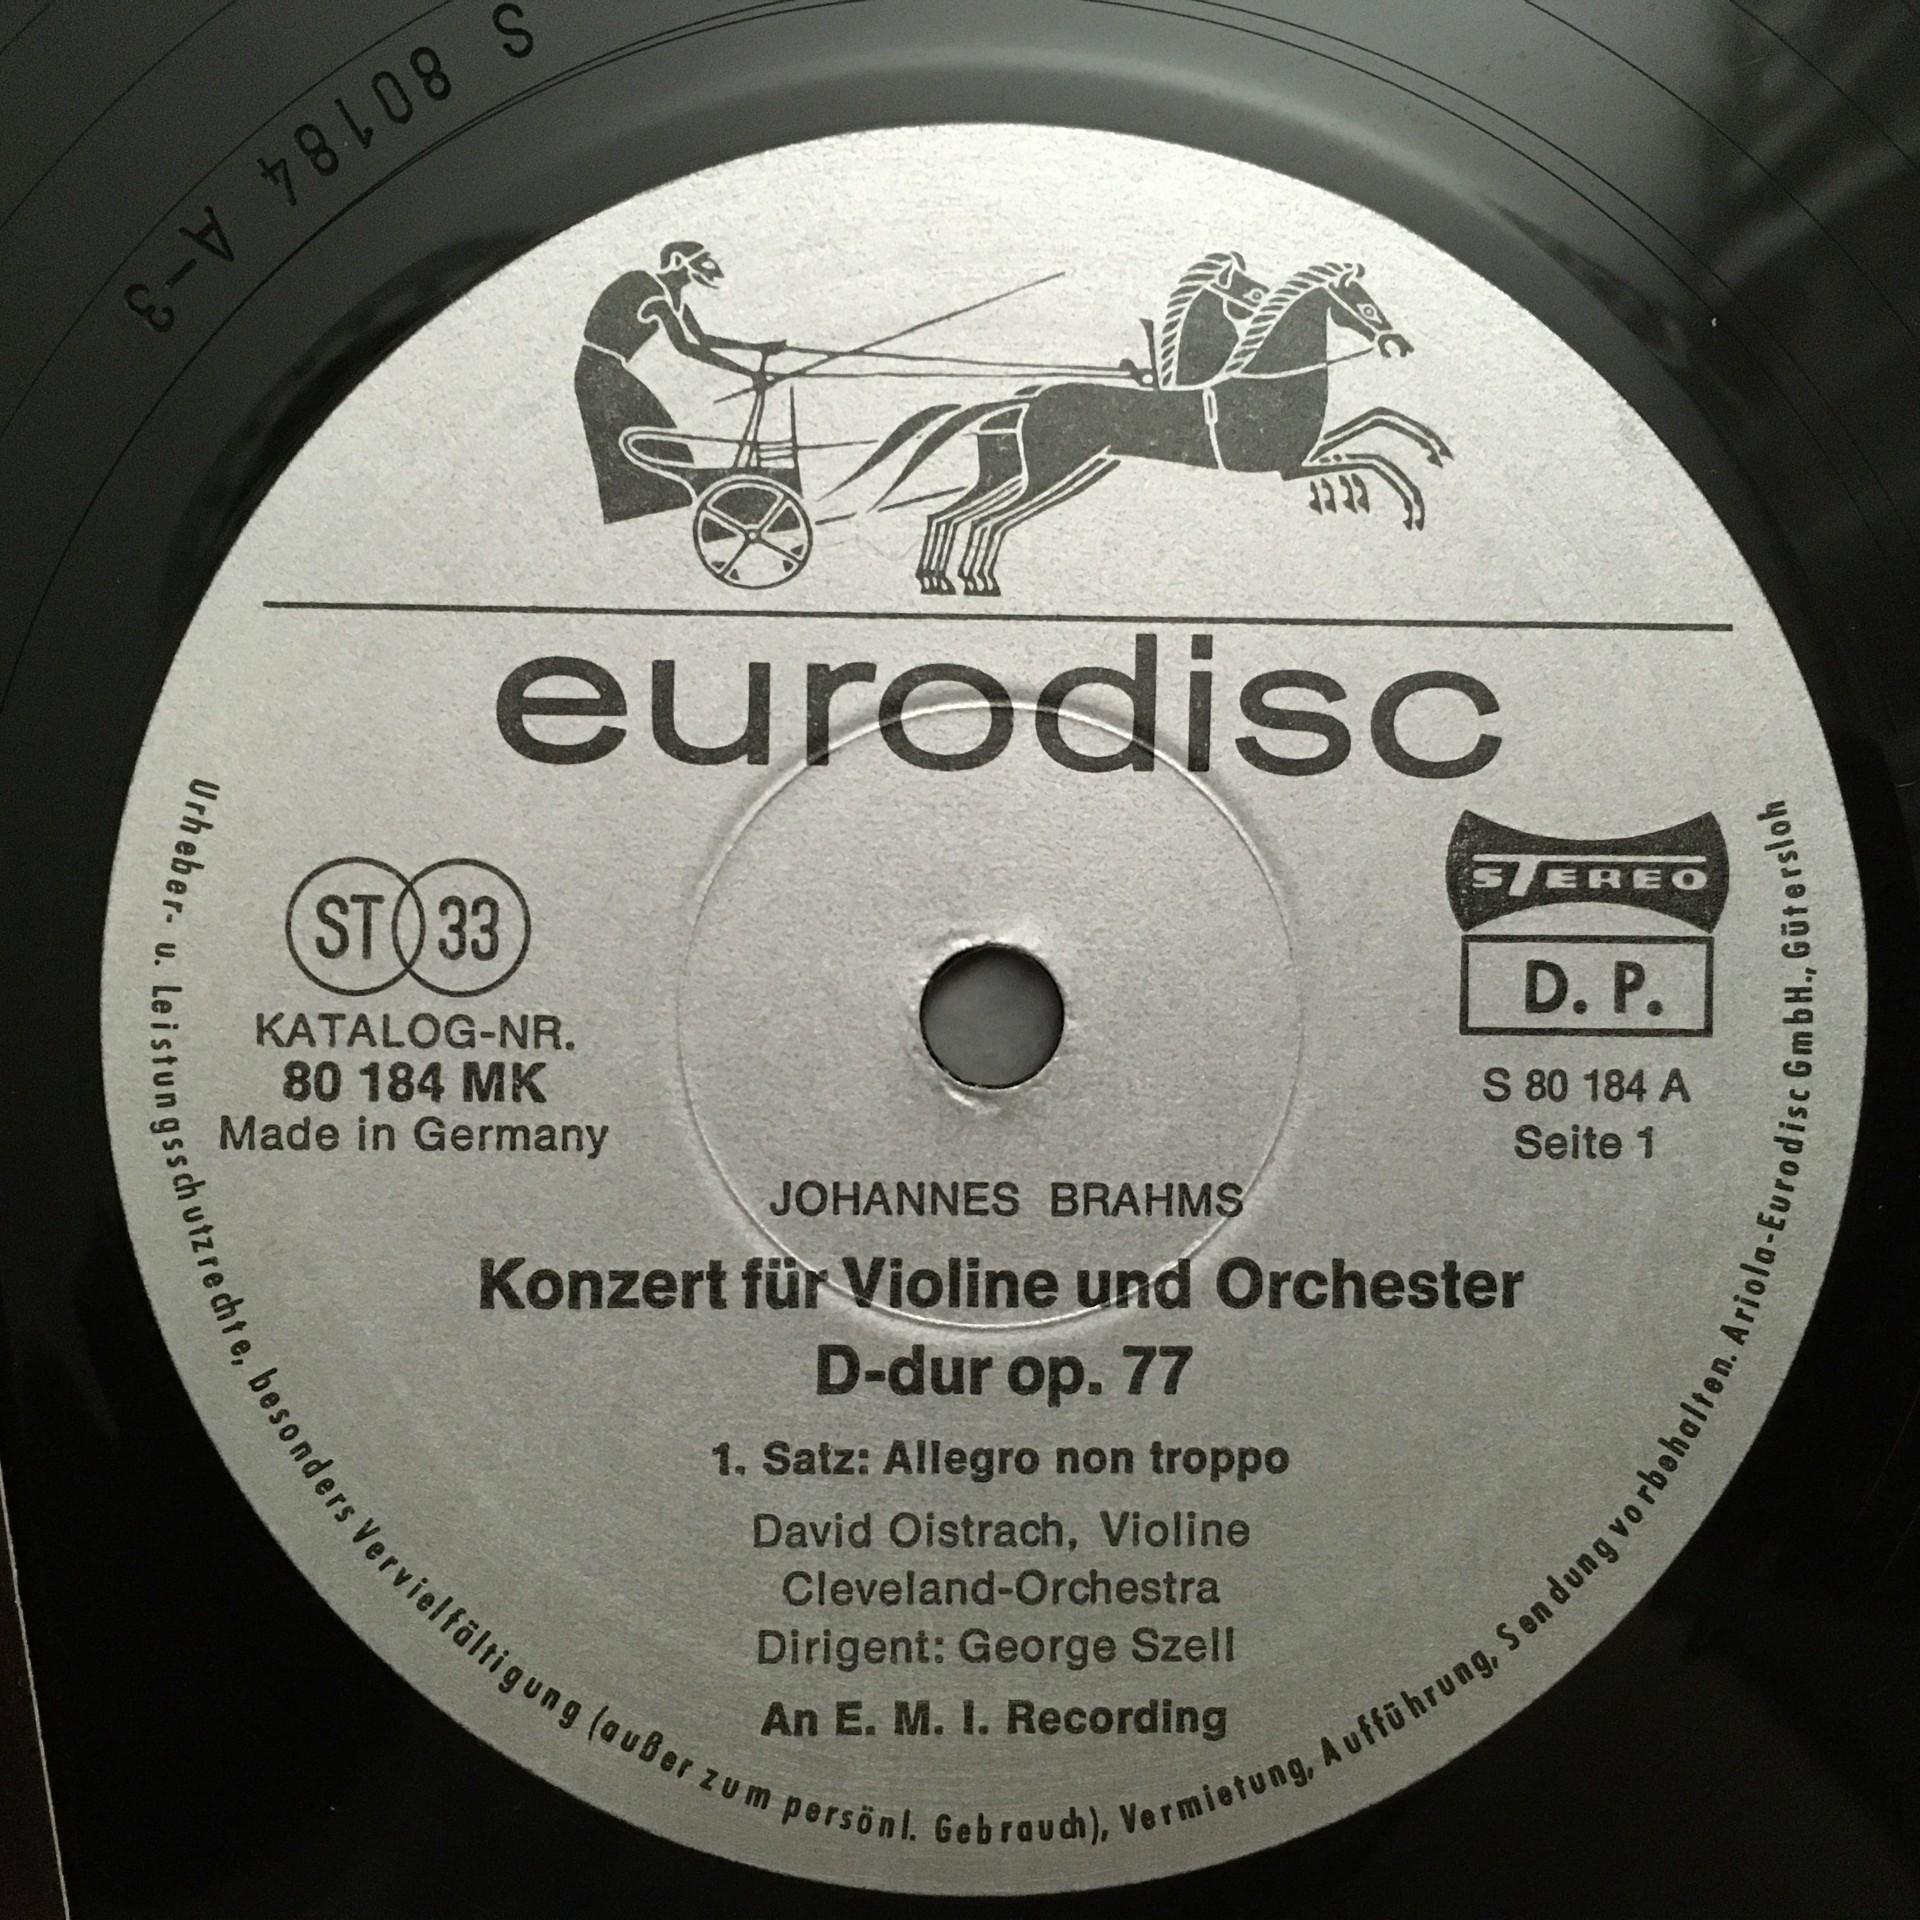 S 80184 A-3
eurodisc
ST 33
KATALOG-NR.
80 184 MK
Made in Germany
STEREO
D. P.
S 80 184 A
Seite 1
JOHANNES BRAHMS
Konzert für Violine und Orchester
D-dur op. 77
1. Satz: Allegro non troppo
David Oistrach, Violine
Cleveland-Orchestra
Dirigent: George Szell
An E. M. I. Recording
Urheber- u. Leistungsschutzrechte, besonders Vervielfältigung (außer zum persönl. Gebrauch), Vermietung, Aufführung, Sendung vorbehalten. Ariola-Eurodisc GmbH., Gütersloh